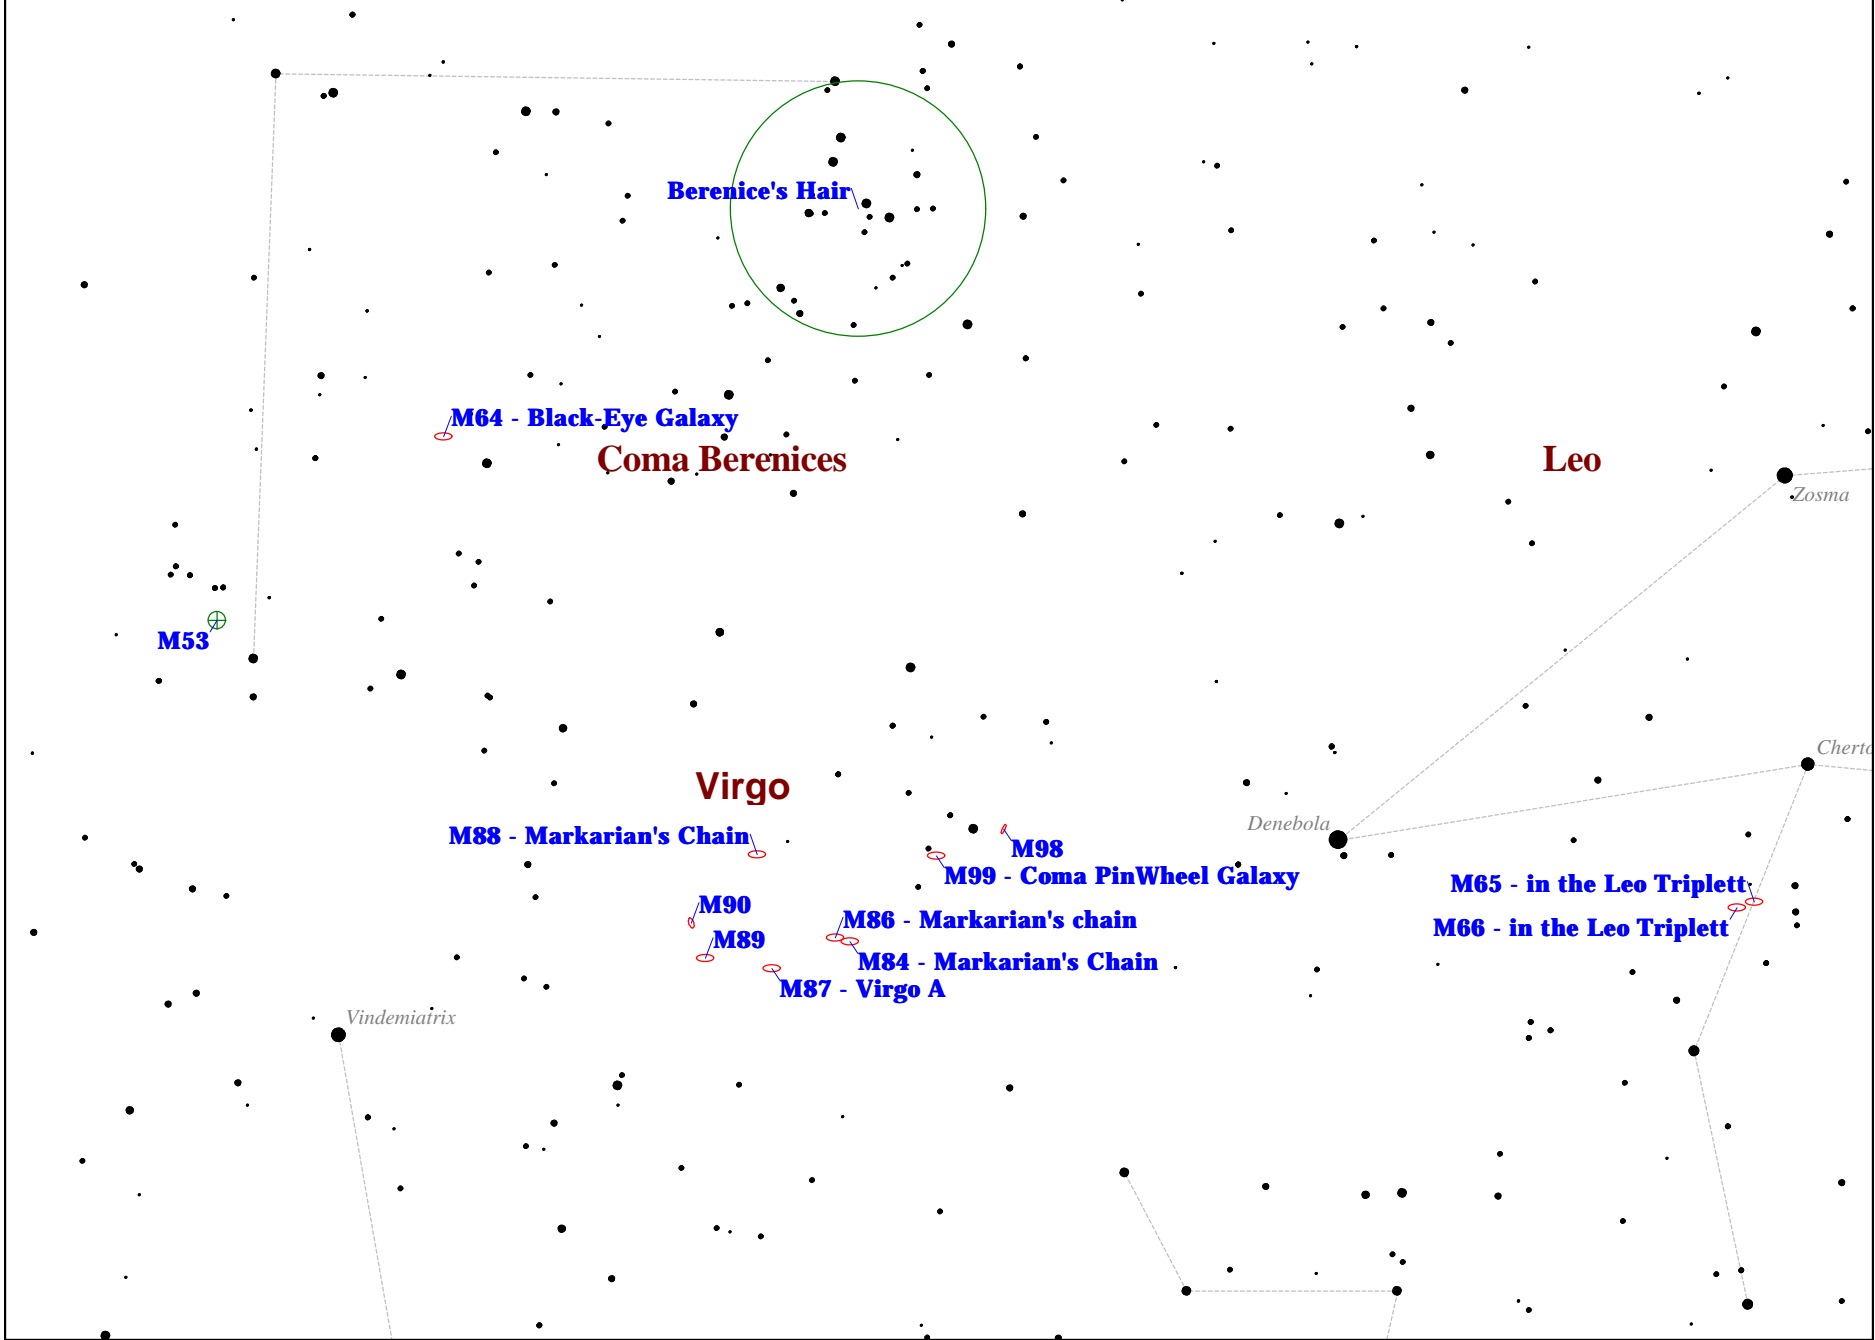 Berenice's Hair
M64 - Black-Eye Galaxy
Coma Berenices
Leo
Zosma
M53
Cherto
Virgo
Denebola
M88 - Markarian's Chain
M98
M99 - Coma PinWheel Galaxy
M65 - in the Leo Triplett
M90
M86 - Markarian's chain
M66 - in the Leo Triplett
M89
M84 - Markarian's Chain
M87 - Virgo A
Vindemiatrix